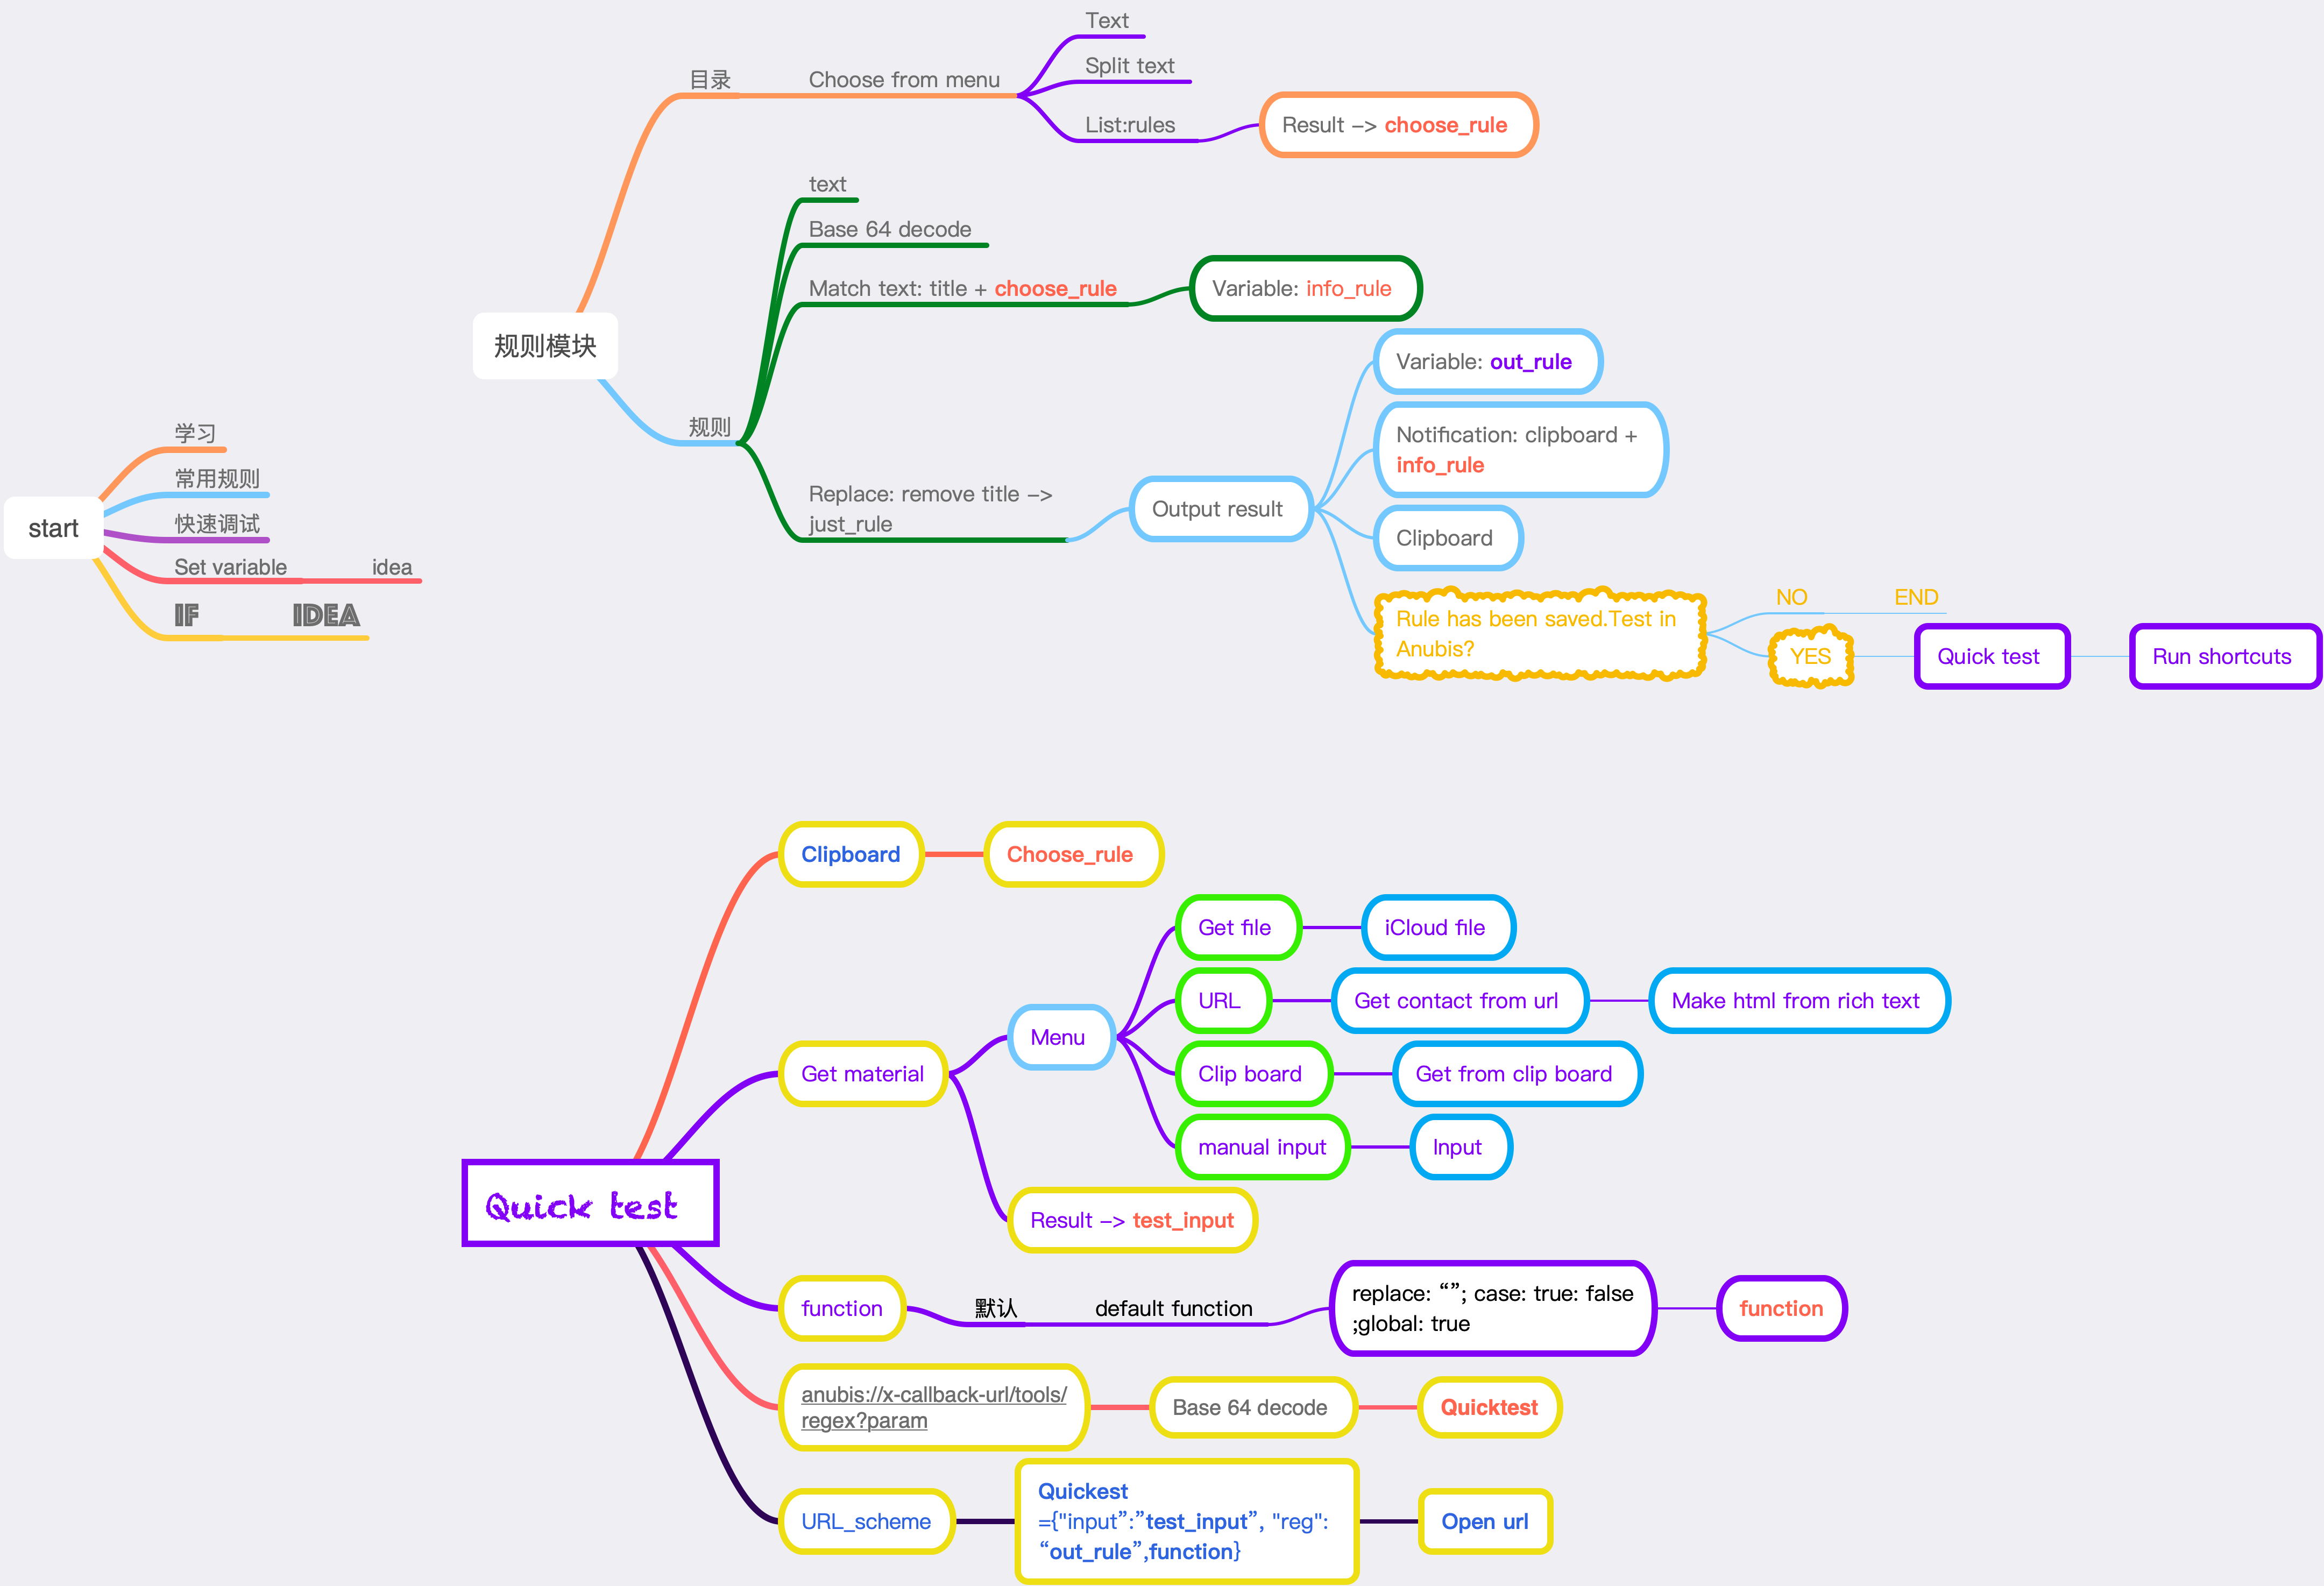 Text
Split text
目录
Choose from menu
List:rules
Result –> choose_rule
text
Base 64 decode
Match text: title + choose_rule
Variable: info_rule
规则模块
规则
Replace: remove title –>
just_rule
Output result
Variable: out_rule
Notification: clipboard +
info_rule
Clipboard
Rule has been saved.Test in
Anubis?
NO
END
YES
Quick test
Run shortcuts
start
学习
常用规则
快速调试
Set variable
idea
IF
IDEA
Quick test
Clipboard
Choose_rule
Get material
Menu
Get file
iCloud file
URL
Get contact from url
Make html from rich text
Clip board
Get from clip board
manual input
Input
Result –> test_input
function
默认
default function
replace: “”; case: true: false
;global: true
function
anubis://x-callback-url/tools/
regex?param
Base 64 decode
Quicktest
URL_scheme
Quickest
={"input”:”test_input”, "reg":
“out_rule”,function}
Open url